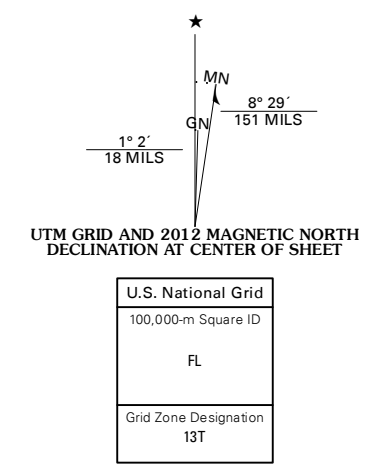 ★
MN
GN
8° 29´
151 MILS
1° 2´
18 MILS
UTM GRID AND 2012 MAGNETIC NORTH
DECLINATION AT CENTER OF SHEET
U.S. National Grid
100,000-m Square ID
FL
Grid Zone Designation
13T